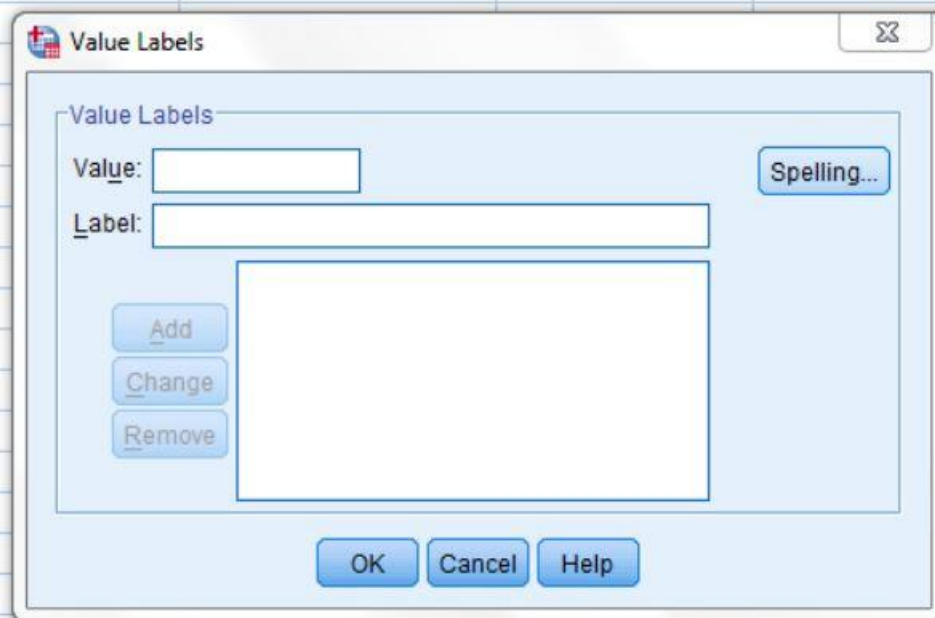 Value Labels
Value Labels
Value:
Spelling...
Label:
Add
Change
Remove
OK Cancel Help